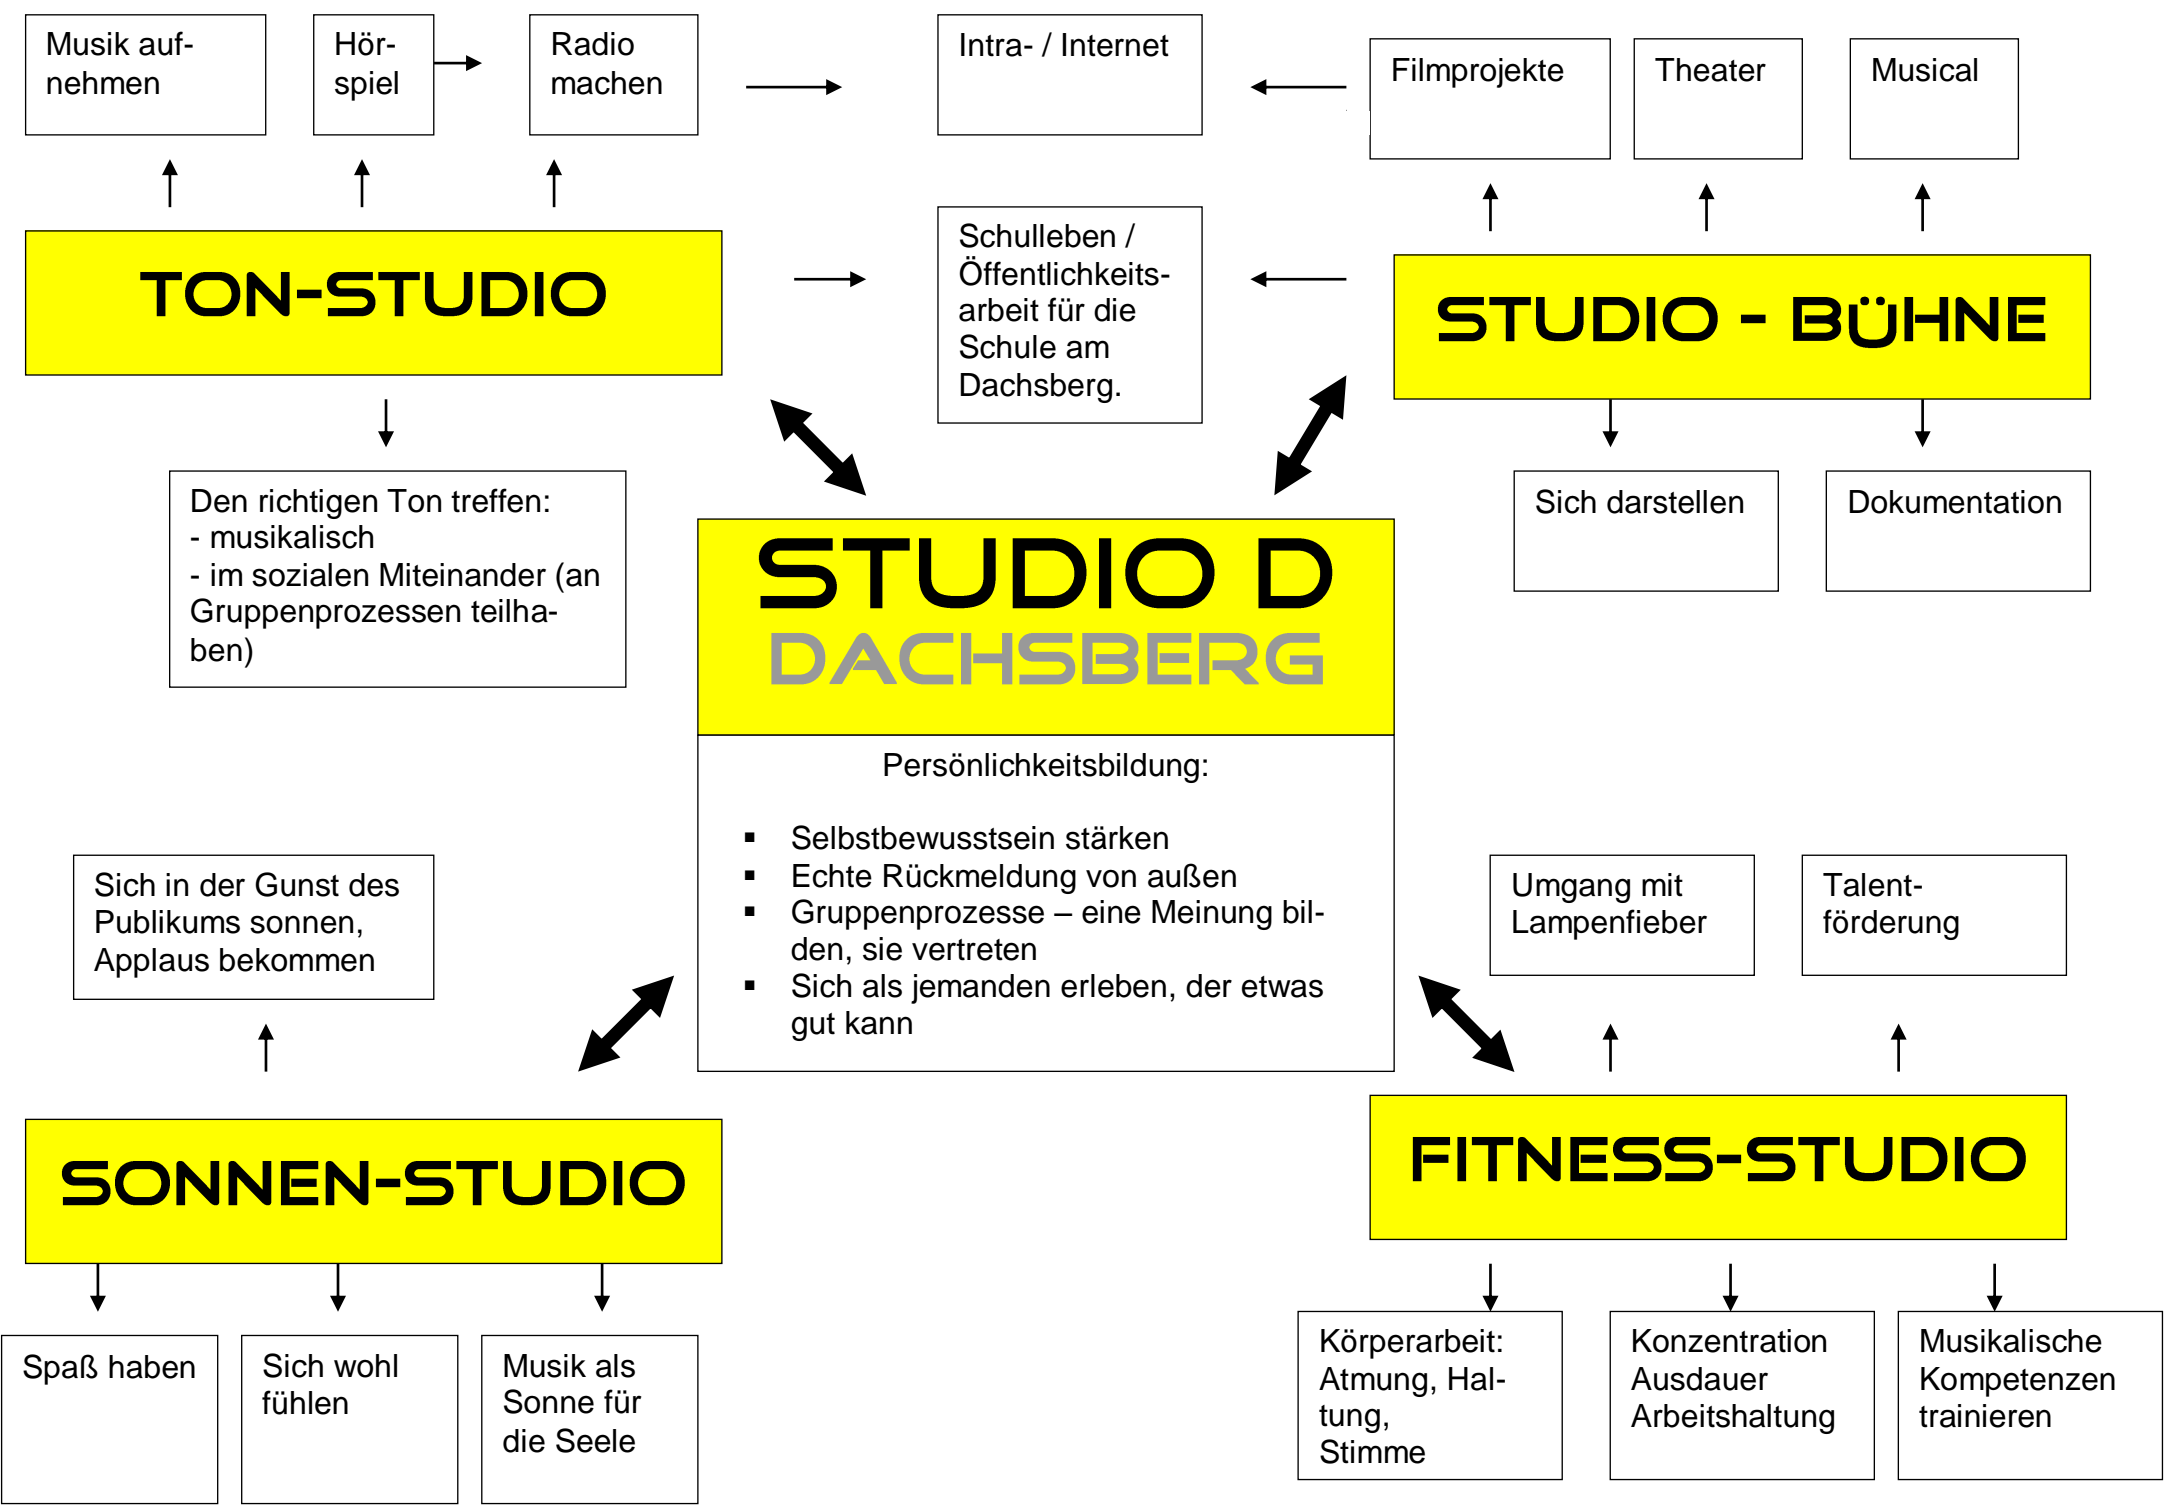 Musik auf-
nehmen
Hör-
spiel
Radio
machen
Intra- / Internet
Filmprojekte
Theater
Musical
TON-STUDIO
Schulleben /
Öffentlichkeits-
arbeit für die
Schule am
Dachsberg.
STUDIO - BÜHNE
Den richtigen Ton treffen:
- musikalisch
- im sozialen Miteinander (an
Gruppenprozessen teilha-
ben)
Sich darstellen
Dokumentation
STUDIO D
DACHSBERG
Persönlichkeitsbildung:
▪ Selbstbewusstsein stärken
▪ Echte Rückmeldung von außen
▪ Gruppenprozesse – eine Meinung bil-
den, sie vertreten
▪ Sich als jemanden erleben, der etwas
gut kann
Sich in der Gunst des
Publikums sonnen,
Applaus bekommen
Umgang mit
Lampenfieber
Talent-
förderung
SONNEN-STUDIO
FITNESS-STUDIO
Spaß haben
Sich wohl
fühlen
Musik als
Sonne für
die Seele
Körperarbeit:
Atmung, Hal-
tung,
Stimme
Konzentration
Ausdauer
Arbeitshaltung
Musikalische
Kompetenzen
trainieren